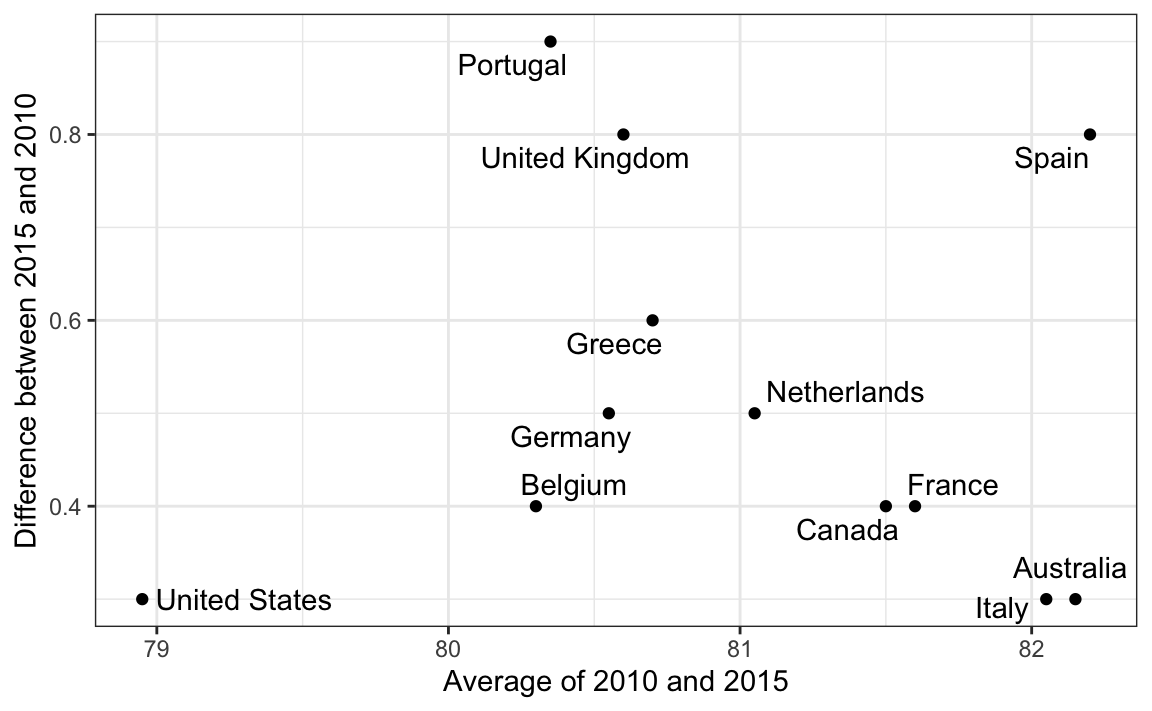 Portugal
0.8
United Kingdom
Spain
Difference between 2015 and 2010
0.6
Greece
Netherlands
Germany
Belgium
France
0.4
Canada
Australia
United States
Italy
79
80
81
82
Average of 2010 and 2015